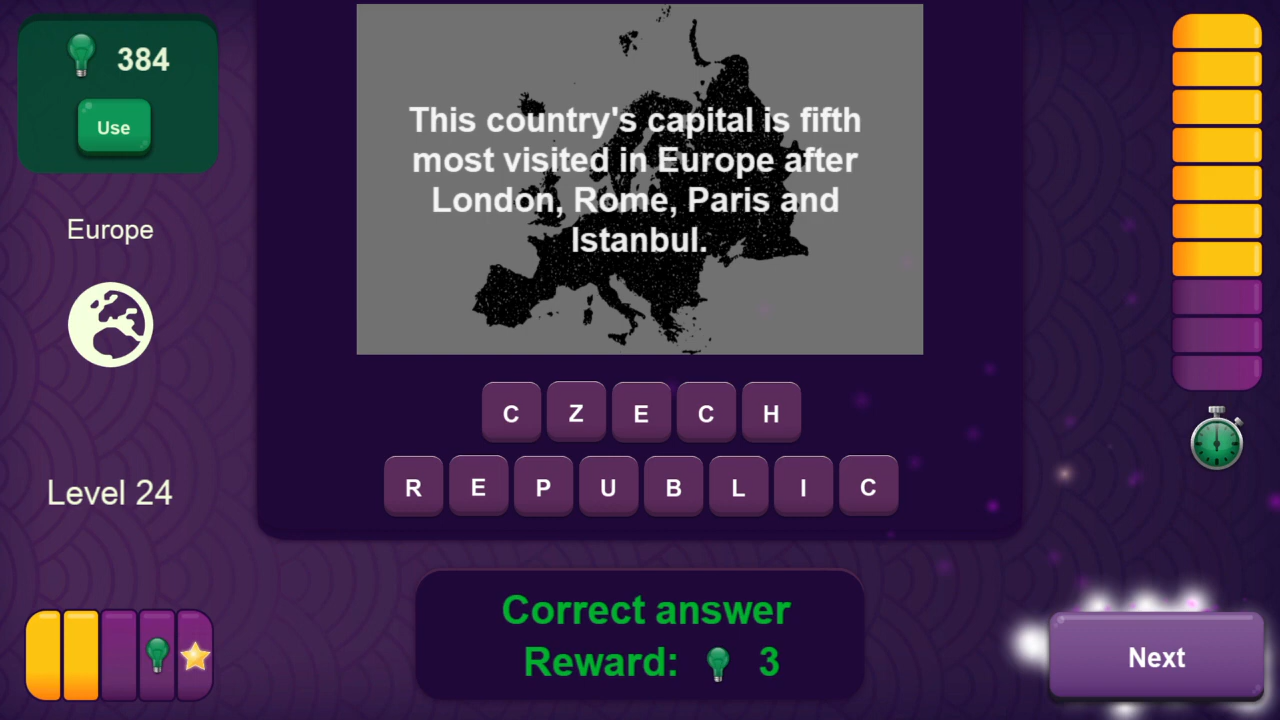 384
Use
Europe
Level 24
This country's capital is fifth
most visited in Europe after
London, Rome, Paris and
Istanbul.
C Z E C H
R E P U B L I C
Correct answer
Reward: 3
Next